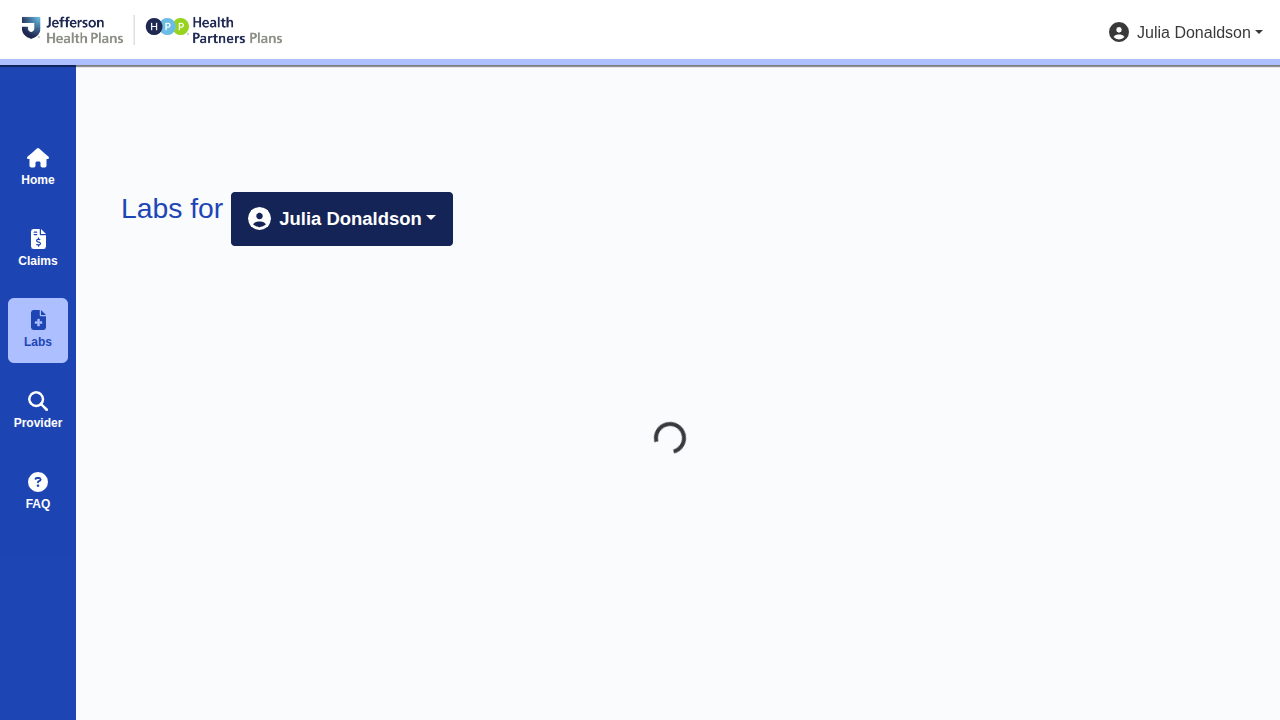 Jefferson
Health Plans
HPP
Health
Partners Plans
Julia Donaldson
Home
Claims
Labs
Provider
FAQ
Labs for Julia Donaldson